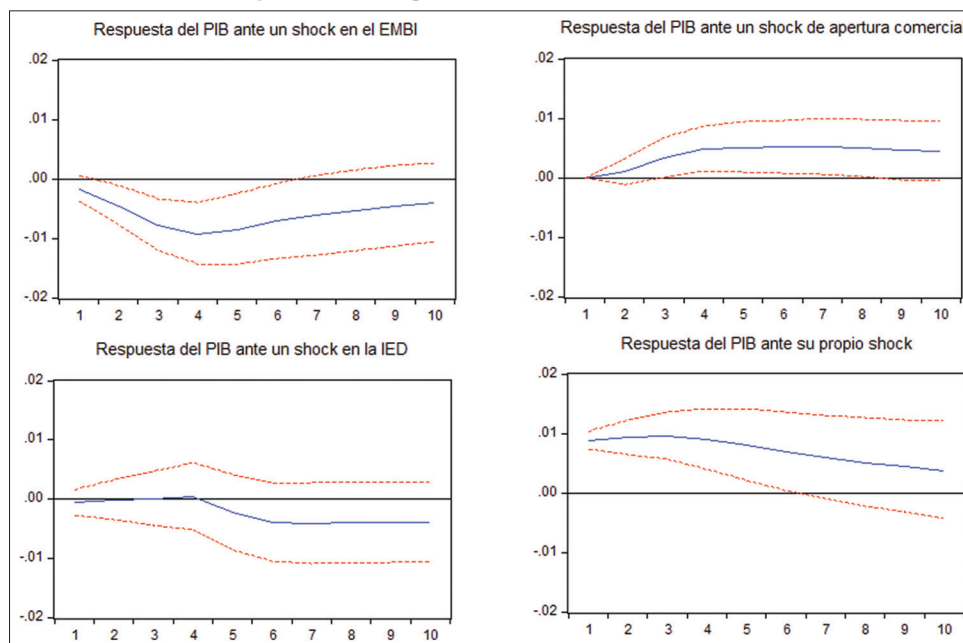 Respuesta del PIB ante un shock en el EMBI
.02
.01
.00
-.01
-.02
1 2 3 4 5 6 7 8 9 10
Respuesta del PIB ante un shock de apertura comercial
.02
.01
.00
-.01
-.02
1 2 3 4 5 6 7 8 9 10
Respuesta del PIB ante un shock en la IED
.02
.01
.00
-.01
-.02
1 2 3 4 5 6 7 8 9 10
Respuesta del PIB ante su propio shock
.02
.01
.00
-.01
-.02
1 2 3 4 5 6 7 8 9 10